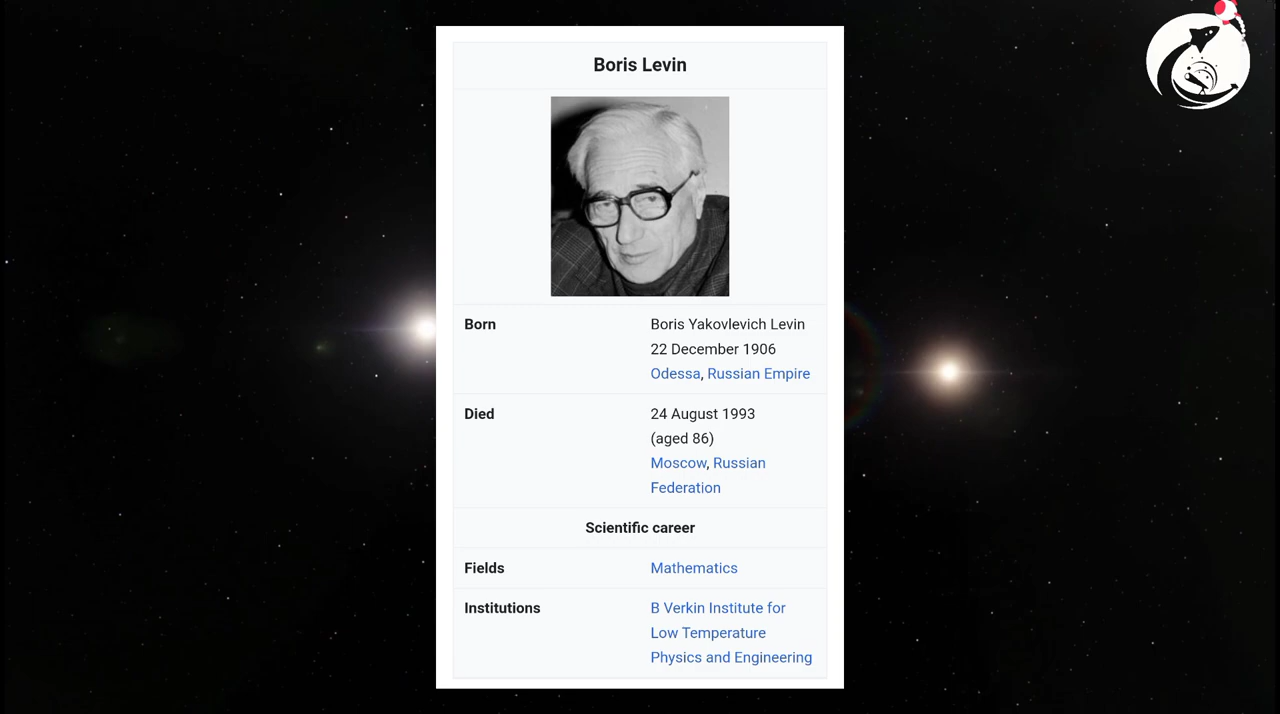 Boris Levin
Born
Boris Yakovlevich Levin
22 December 1906
Odessa, Russian Empire
Died
24 August 1993
(aged 86)
Moscow, Russian
Federation
Scientific career
Fields
Mathematics
Institutions
B Verkin Institute for
Low Temperature
Physics and Engineering